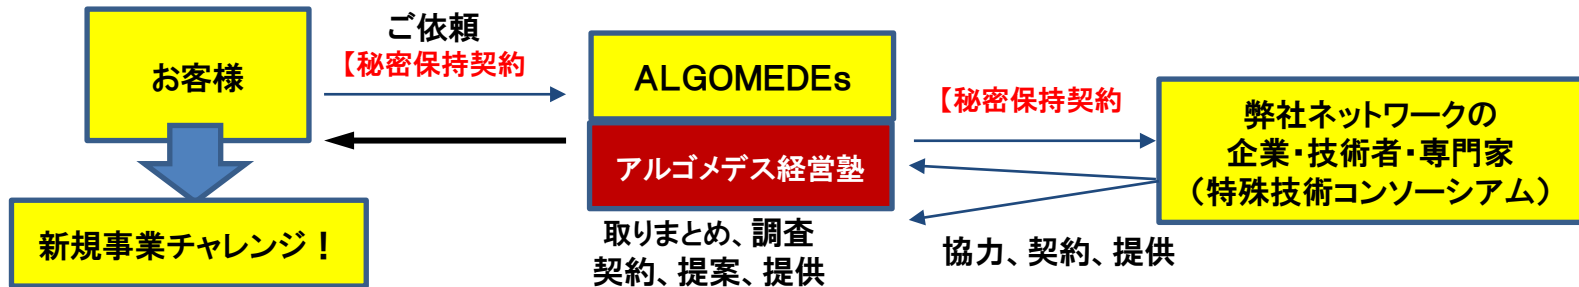 お客様
新規事業チャレンジ！
ご依頼
【秘密保持契約
ALGOMEDEs
アルゴメデス経営塾
取りまとめ、調査
契約、提案、提供
【秘密保持契約
協力、契約、提供
弊社ネットワークの
企業・技術者・専門家
（特殊技術コンソーシアム）